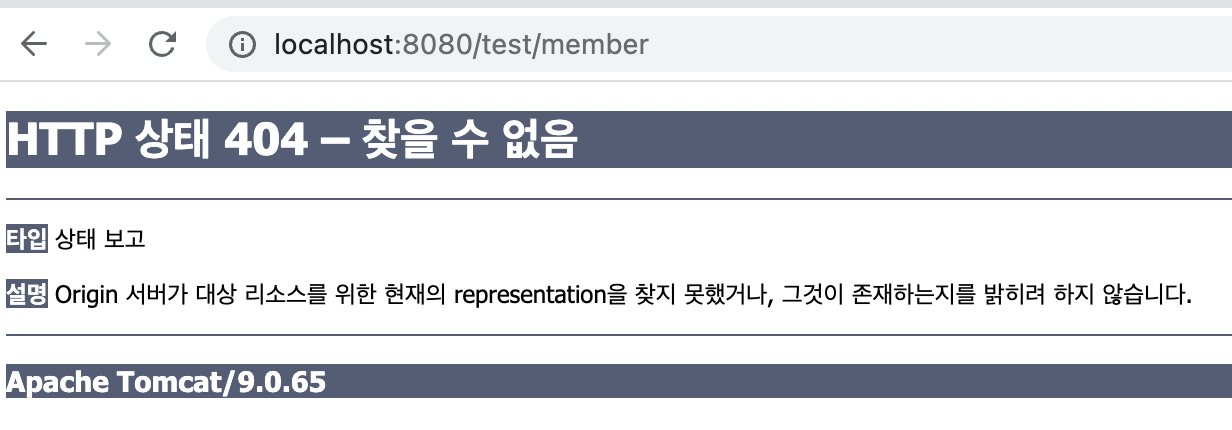 localhost:8080/test/member
HTTP 상태 404 – 찾을 수 없음
타입 상태 보고
설명 Origin 서버가 대상 리소스를 위한 현재의 representation을 찾지 못했거나, 그것이 존재하는지를 밝히려 하지 않습니다.
Apache Tomcat/9.0.65